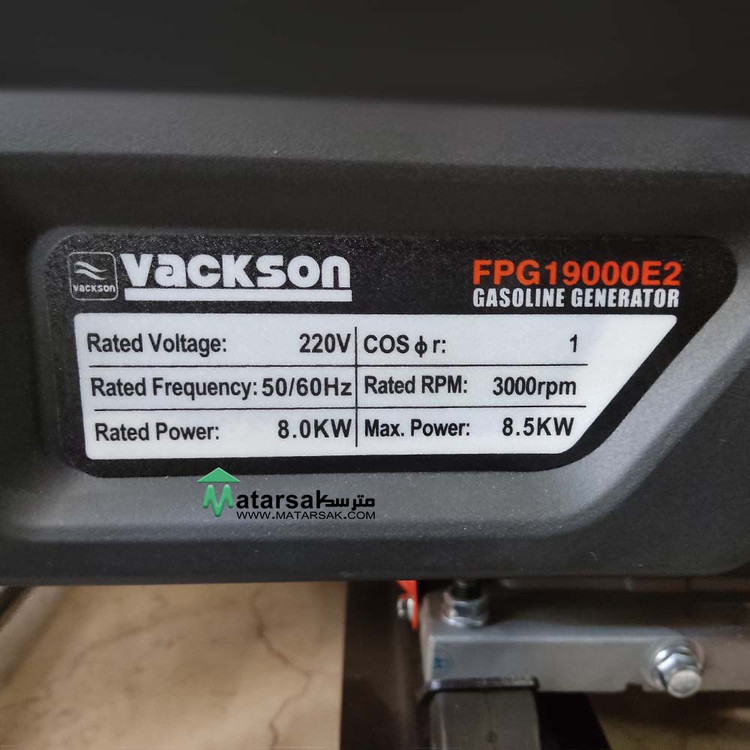 vackson
vackson
FPG19000E2
GASOLINE GENERATOR
Rated Voltage: 220V COS ϕ r: 1
Rated Frequency: 50/60Hz Rated RPM: 3000rpm
Rated Power: 8.0KW Max. Power: 8.5KW
Matarsak مترسک
WWW.MATARSAK.COM